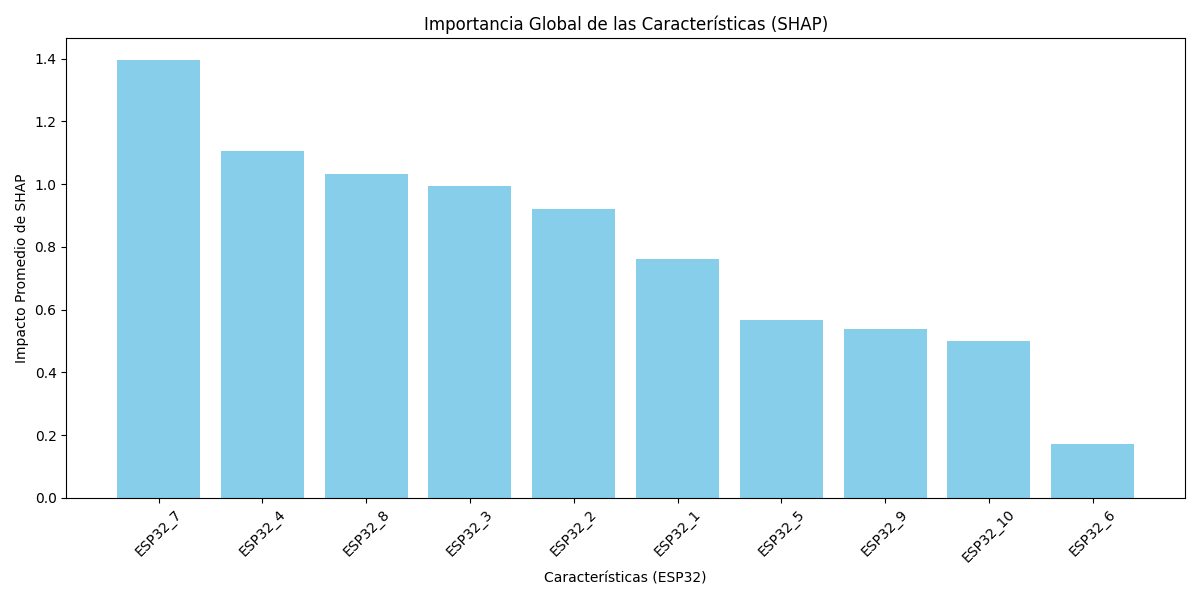 Importancia Global de las Características (SHAP)
Impacto Promedio de SHAP
1.4
1.2
1.0
0.8
0.6
0.4
0.2
0.0
ESP32_7
ESP32_4
ESP32_8
ESP32_3
ESP32_2
ESP32_1
ESP32_5
ESP32_9
ESP32_10
ESP32_6
Características (ESP32)